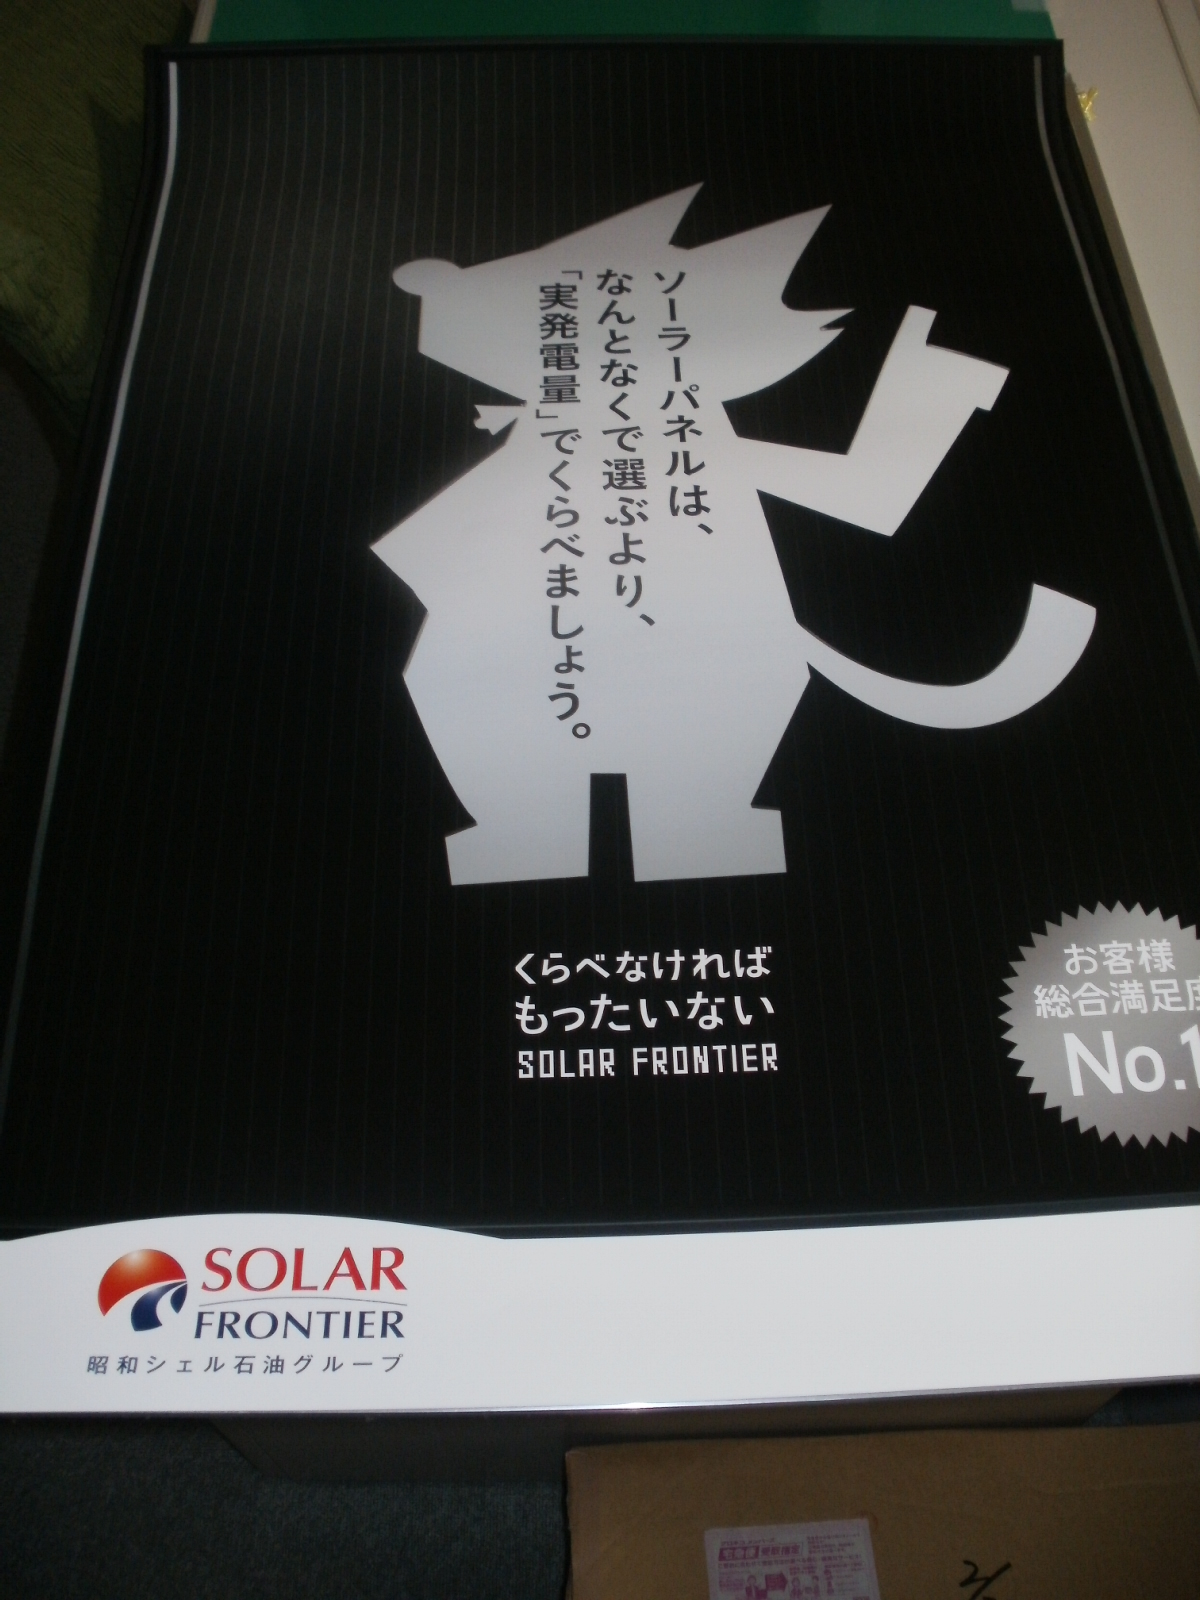 ソーラーパネルは、
なんとなくで選ぶより、
「実発電量」でくらべましょう。
くらべなければ
もったいない
SOLAR FRONTIER
お客様
総合満足度
No.1
SOLAR
FRONTIER
昭和シェル石油グループ